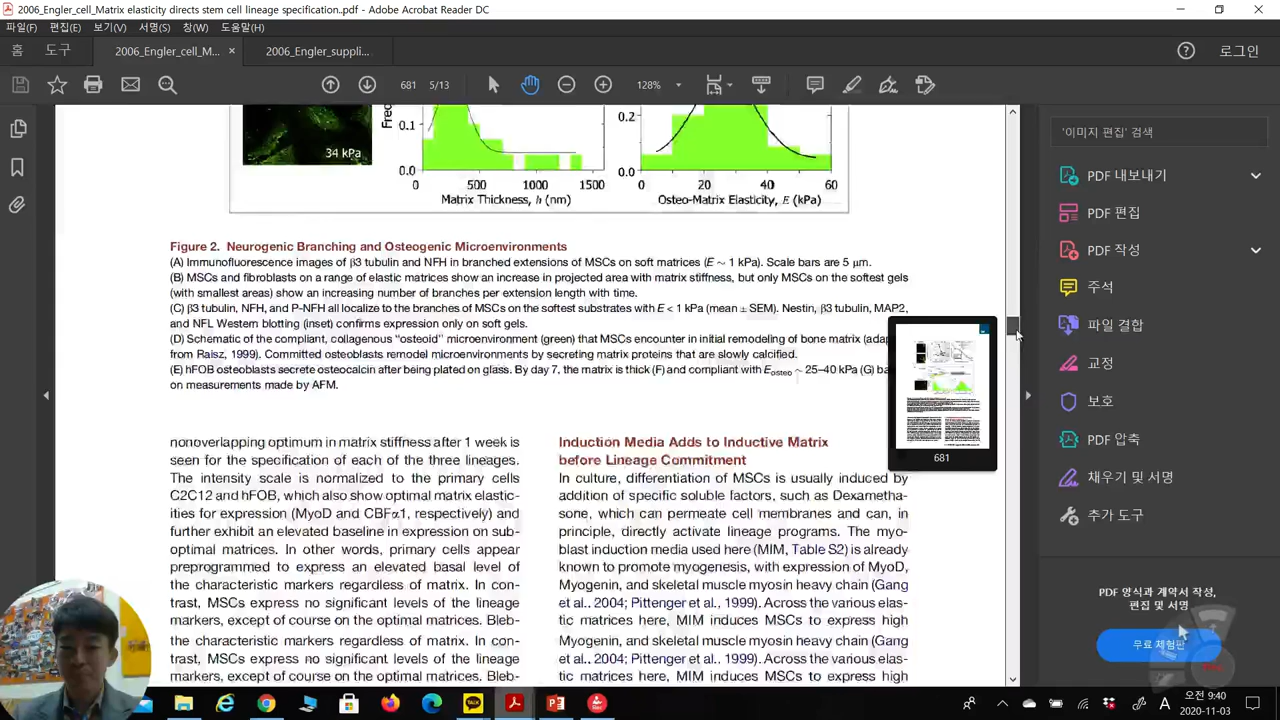 2006_Engler_cell_Matrix elasticity directs stem cell lineage specification..pdf - Adobe Acrobat Reader DC
파일(F) 편집(E) 보기(V) 서명(S) 창(W) 도움말(H)
홈 도구 2006_Engler_cell_M... × 2006_Engler_suppli... 로그인
681 5/13 128%
'이미지 편집' 검색
PDF 내보내기
PDF 편집
PDF 작성
주석
파일 결합
교정
보호
PDF 압축
채우기 및 서명
추가 도구
PDF 양식과 계약서 작성,
편집 및 서명
무료 체험판
34 kPa
Freq
0.1
0.0
0 500 1000 1500
Matrix Thickness, h (nm)
0.2
0.0
0 20 40 60
Osteo-Matrix Elasticity, E (kPa)
Figure 2. Neurogenic Branching and Osteogenic Microenvironments
(A) Immunofluorescence images of β3 tubulin and NFH in branched extensions of MSCs on soft matrices (E ~ 1 kPa). Scale bars are 5 μm.
(B) MSCs and fibroblasts on a range of elastic matrices show an increase in projected area with matrix stiffness, but only MSCs on the softest gels
(with smallest areas) show an increasing number of branches per extension length with time.
(C) β3 tubulin, NFH, and P-NFH all localize to the branches of MSCs on the softest substrates with E < 1 kPa (mean ± SEM). Nestin, β3 tubulin, MAP2,
and NFL Western blotting (inset) confirms expression only on soft gels.
(D) Schematic of the compliant, collagenous "osteoid" microenvironment (green) that MSCs encounter in initial remodeling of bone matrix (adap
from Raisz, 1999). Committed osteoblasts remodel microenvironments by secreting matrix proteins that are slowly calcified.
(E) hFOB osteoblasts secrete osteocalcin after being plated on glass. By day 7, the matrix is thick (F) and compliant with Eosteo ~ 25–40 kPa (G) ba
on measurements made by AFM.
681
nonoverlapping optimum in matrix stiffness after 1 week is
seen for the specification of each of the three lineages.
The intensity scale is normalized to the primary cells
C2C12 and hFOB, which also show optimal matrix elastic-
ities for expression (MyoD and CBFα1, respectively) and
further exhibit an elevated baseline in expression on sub-
optimal matrices. In other words, primary cells appear
preprogrammed to express an elevated basal level of
the characteristic markers regardless of matrix. In con-
trast, MSCs express no significant levels of the lineage
markers, except of course on the optimal matrices. Bleb-
the characteristic markers regardless of matrix. In con-
trast, MSCs express no significant levels of the lineage
markers, except of course on the optimal matrices. Bleb-
Induction Media Adds to Inductive Matrix
before Lineage Commitment
In culture, differentiation of MSCs is usually induced by
addition of specific soluble factors, such as Dexametha-
sone, which can permeate cell membranes and can, in
principle, directly activate lineage programs. The myo-
blast induction media used here (MIM, Table S2) is already
known to promote myogenesis, with expression of MyoD,
Myogenin, and skeletal muscle myosin heavy chain (Gang
et al., 2004; Pittenger et al., 1999). Across the various elas-
tic matrices here, MIM induces MSCs to express high
Myogenin, and skeletal muscle myosin heavy chain (Gang
et al., 2004; Pittenger et al., 1999). Across the various elas-
tic matrices here, MIM induces MSCs to express high
TALK
A
오전 9:40
2020-11-03